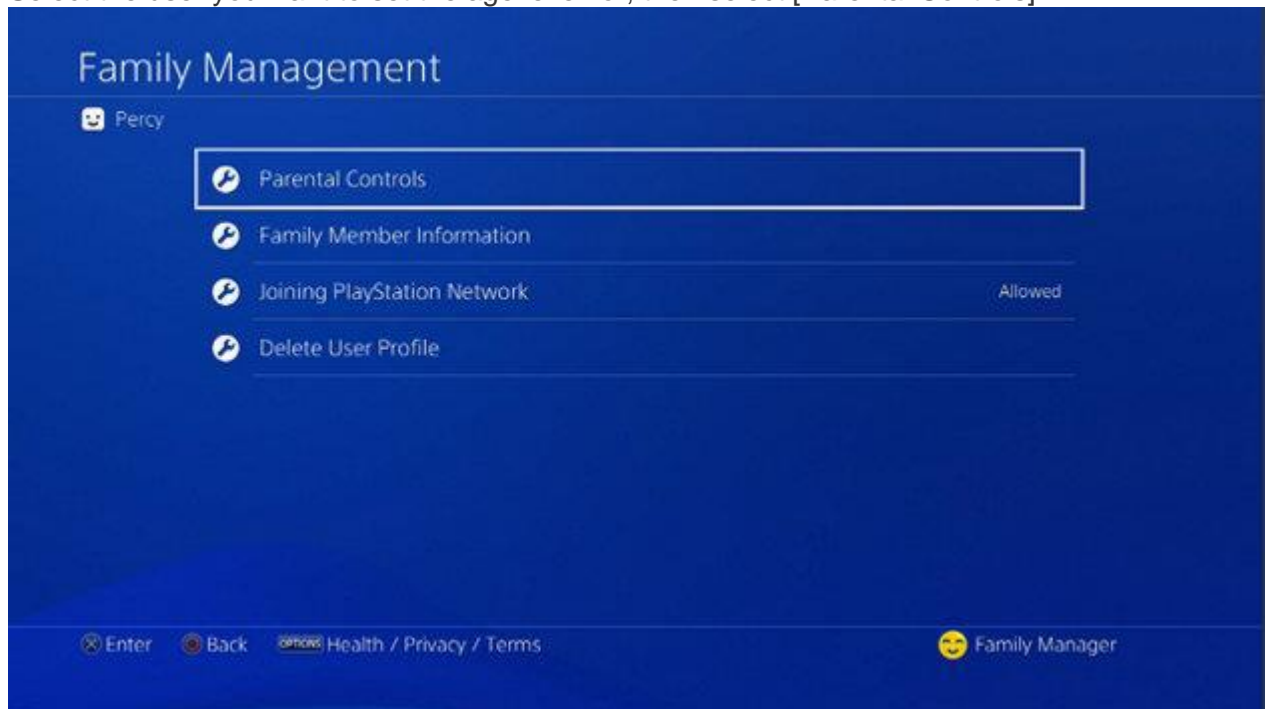 Family Management
Percy
Parental Controls
Family Member Information
Joining PlayStation Network Allowed
Delete User Profile
Enter Back OPTIONS Health / Privacy / Terms Family Manager